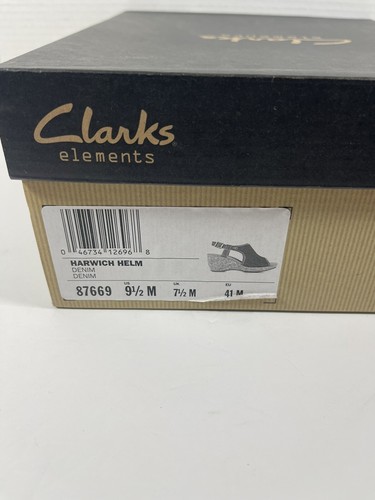 Clarks
elements
Clarks
elements
0 46734 12696 8
HARWICH HELM
DENIM
DENIM
US UK EU
87669 9½ M 7½ M 41 M